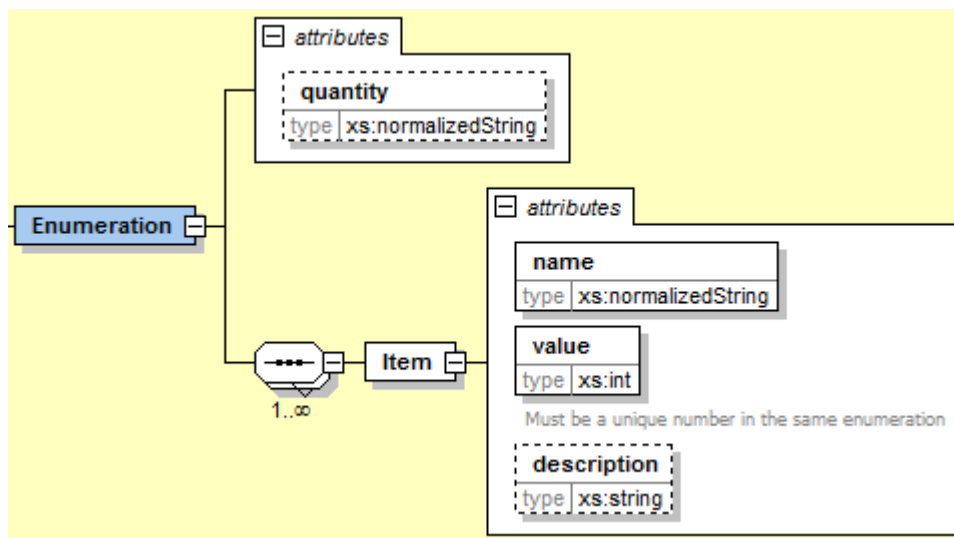 attributes
quantity
type xs:normalizedString
Enumeration
attributes
name
type xs:normalizedString
value
type xs:int
Must be a unique number in the same enumeration
Item
1..∞
description
type xs:string